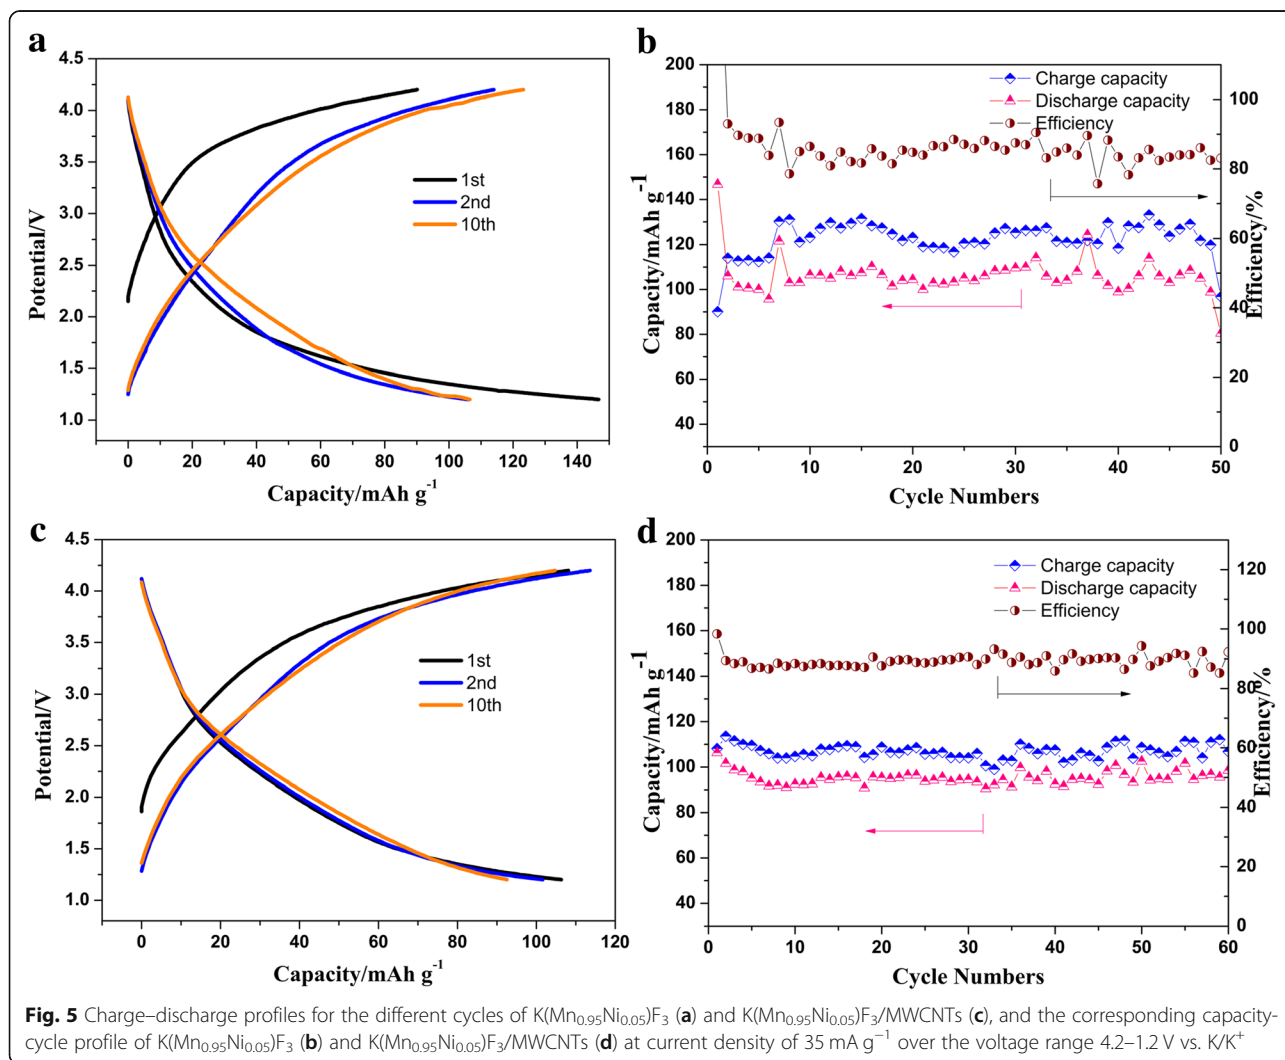 a
4.5
4.0
3.5
3.0
2.5
2.0
1.5
1.0
Potential/V
1st
2nd
10th
0 20 40 60 80 100 120 140
Capacity/mAh g⁻¹
b
200
180
160
140
120
100
80
60
40
Capacity/mAh g⁻¹
Charge capacity
Discharge capacity
Efficiency
100
80
60
40
20
0
Efficiency/%
0 10 20 30 40 50
Cycle Numbers
c
4.5
4.0
3.5
3.0
2.5
2.0
1.5
1.0
Potential/V
1st
2nd
10th
0 20 40 60 80 100 120
Capacity/mAh g⁻¹
d
200
180
160
140
120
100
80
60
40
Capacity/mAh g⁻¹
Charge capacity
Discharge capacity
Efficiency
120
100
80
60
40
20
0
Efficiency/%
0 10 20 30 40 50 60
Cycle Numbers
Fig. 5 Charge–discharge profiles for the different cycles of K(Mn₀.₉₅Ni₀.₀₅)F₃ (a) and K(Mn₀.₉₅Ni₀.₀₅)F₃/MWCNTs (c), and the corresponding capacity-
cycle profile of K(Mn₀.₉₅Ni₀.₀₅)F₃ (b) and K(Mn₀.₉₅Ni₀.₀₅)F₃/MWCNTs (d) at current density of 35 mA g⁻¹ over the voltage range 4.2–1.2 V vs. K/K⁺